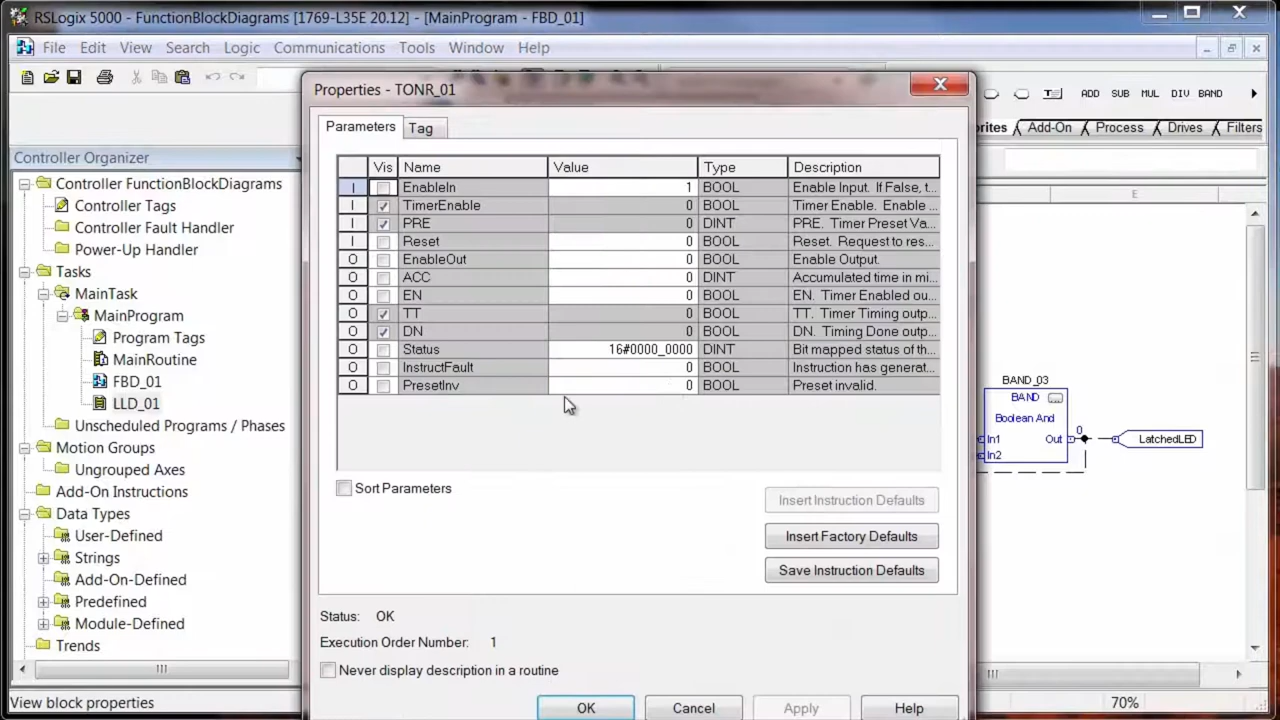 RSLogix 5000 - FunctionBlockDiagrams [1769-L35E 20.12] - [MainProgram - FBD_01]
File Edit View Search Logic Communications Tools Window Help
ADD SUB MUL DIV BAND
rites Add-On Process Drives Filters
Properties - TONR_01
Parameters Tag
Vis Name Value Type Description
I EnableIn 1 BOOL Enable Input. If False, t...
I TimerEnable 0 BOOL Timer Enable. Enable ...
I PRE 0 DINT PRE. Timer Preset Va...
I Reset 0 BOOL Reset. Request to res...
O EnableOut 0 BOOL Enable Output.
O ACC 0 DINT Accumulated time in mi...
O EN 0 BOOL EN. Timer Enabled ou...
O TT 0 BOOL TT. Timer Timing outp...
O DN 0 BOOL DN. Timing Done outp...
O Status 16#0000_0000 DINT Bit mapped status of th...
O InstructFault 0 BOOL Instruction has generat...
O PresetInv 0 BOOL Preset invalid.
Sort Parameters
Insert Instruction Defaults
Insert Factory Defaults
Save Instruction Defaults
Status: OK
Execution Order Number: 1
Never display description in a routine
OK Cancel Apply Help
Controller Organizer
Controller FunctionBlockDiagrams
Controller Tags
Controller Fault Handler
Power-Up Handler
Tasks
MainTask
MainProgram
Program Tags
MainRoutine
FBD_01
LLD_01
Unscheduled Programs / Phases
Motion Groups
Ungrouped Axes
Add-On Instructions
Data Types
User-Defined
Strings
Add-On-Defined
Predefined
Module-Defined
Trends
E
BAND_03
BAND
Boolean And
In1 Out 0 LatchedLED
In2
View block properties
70%